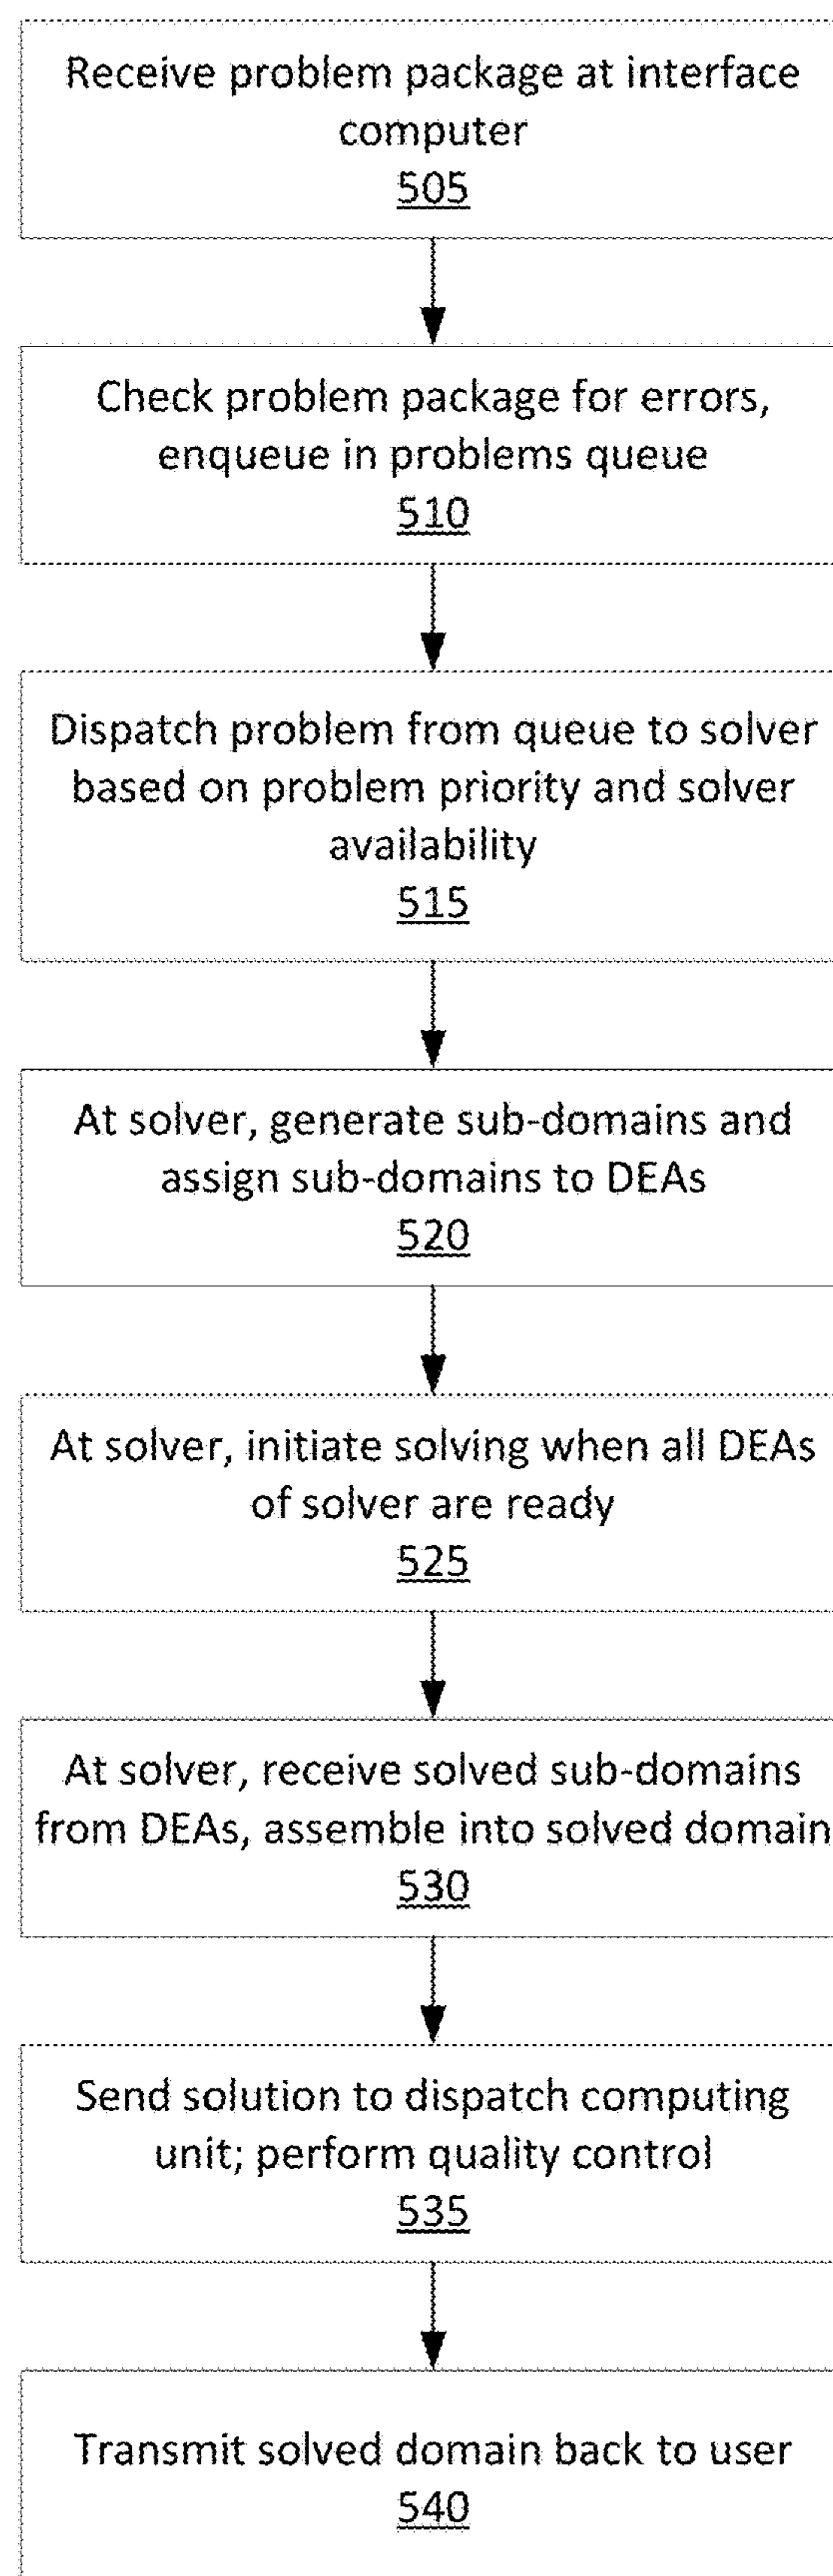 Receive problem package at interface
computer
505
Check problem package for errors,
enqueue in problems queue
510
Dispatch problem from queue to solver
based on problem priority and solver
availability
515
At solver, generate sub-domains and
assign sub-domains to DEAs
520
At solver, initiate solving when all DEAs
of solver are ready
525
At solver, receive solved sub-domains
from DEAs, assemble into solved domain
530
Send solution to dispatch computing
unit; perform quality control
535
Transmit solved domain back to user
540